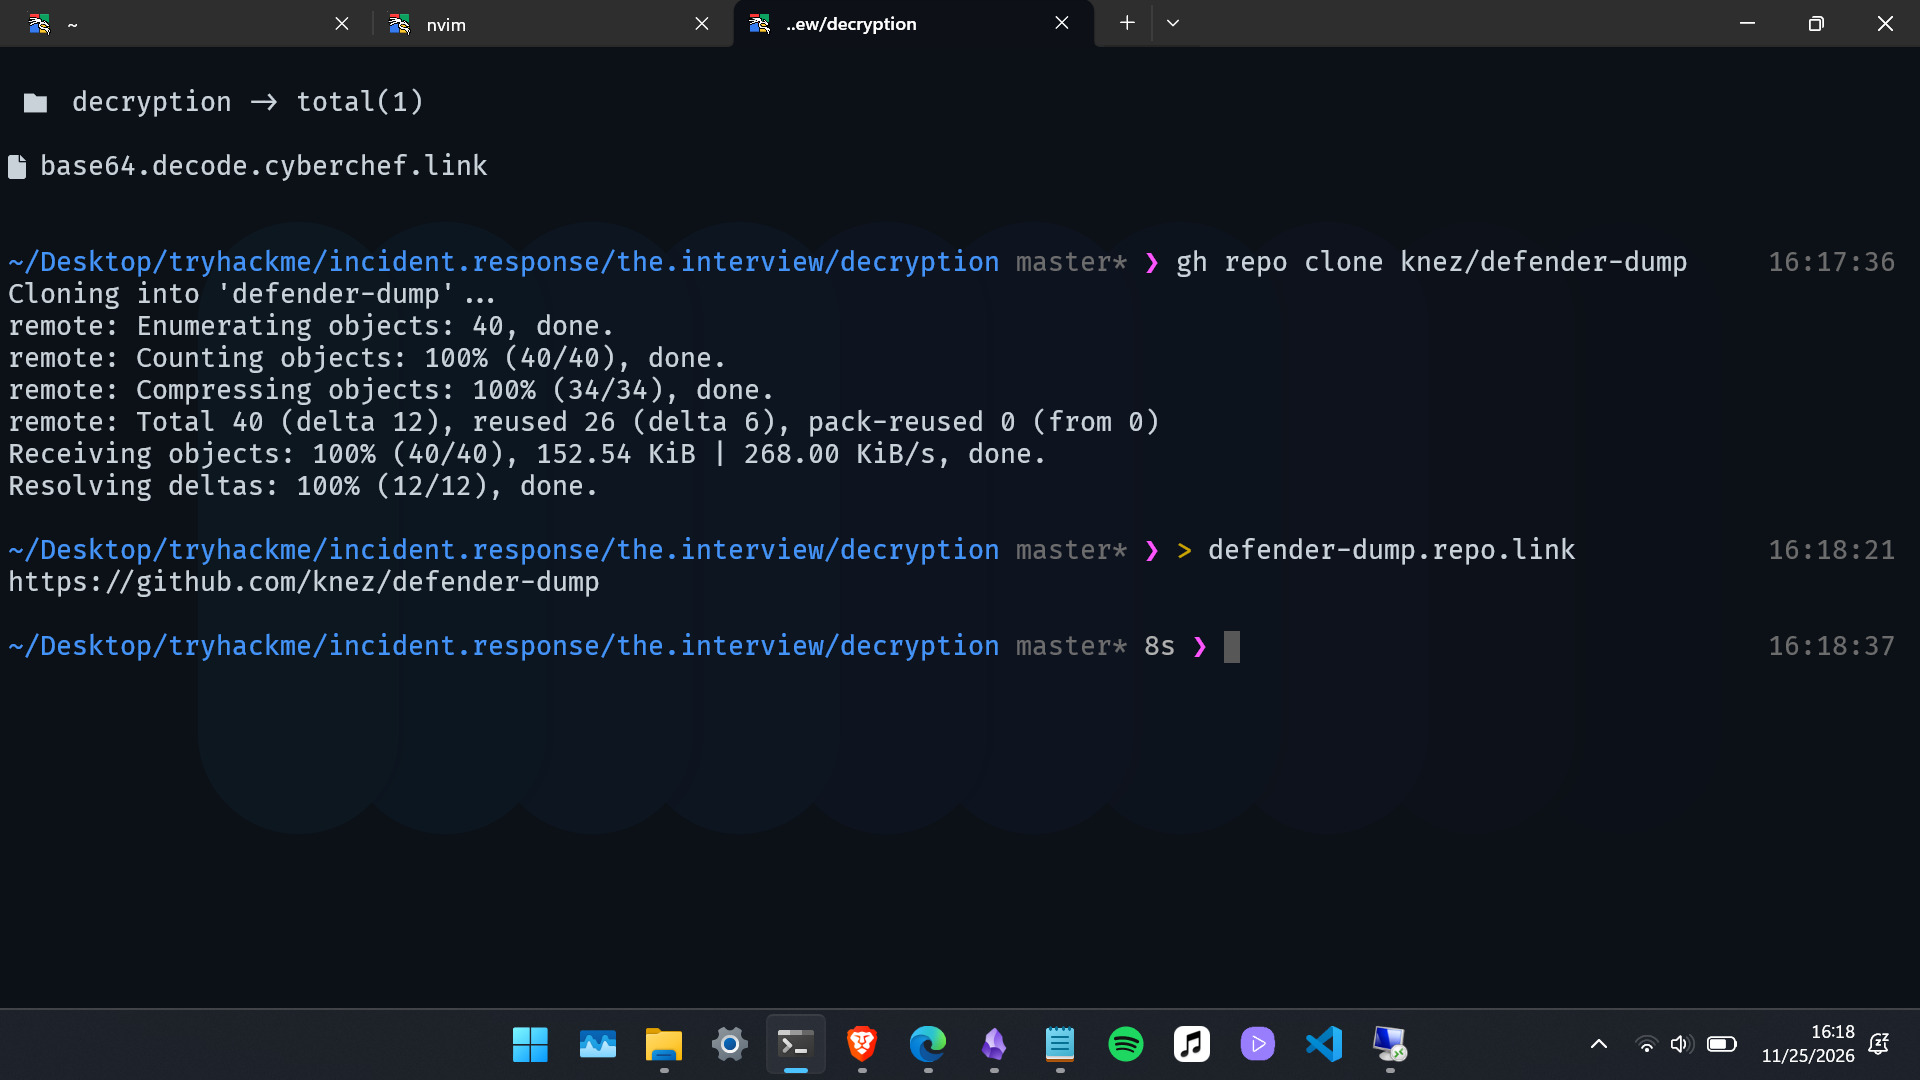 ~
nvim
..ew/decryption
decryption → total(1)
base64.decode.cyberchef.link
~/Desktop/tryhackme/incident.response/the.interview/decryption master* ❯ gh repo clone knez/defender-dump 16:17:36
Cloning into 'defender-dump'...
remote: Enumerating objects: 40, done.
remote: Counting objects: 100% (40/40), done.
remote: Compressing objects: 100% (34/34), done.
remote: Total 40 (delta 12), reused 26 (delta 6), pack-reused 0 (from 0)
Receiving objects: 100% (40/40), 152.54 KiB | 268.00 KiB/s, done.
Resolving deltas: 100% (12/12), done.
~/Desktop/tryhackme/incident.response/the.interview/decryption master* ❯ > defender-dump.repo.link 16:18:21
https://github.com/knez/defender-dump
~/Desktop/tryhackme/incident.response/the.interview/decryption master* 8s ❯ 16:18:37
16:18
11/25/2026